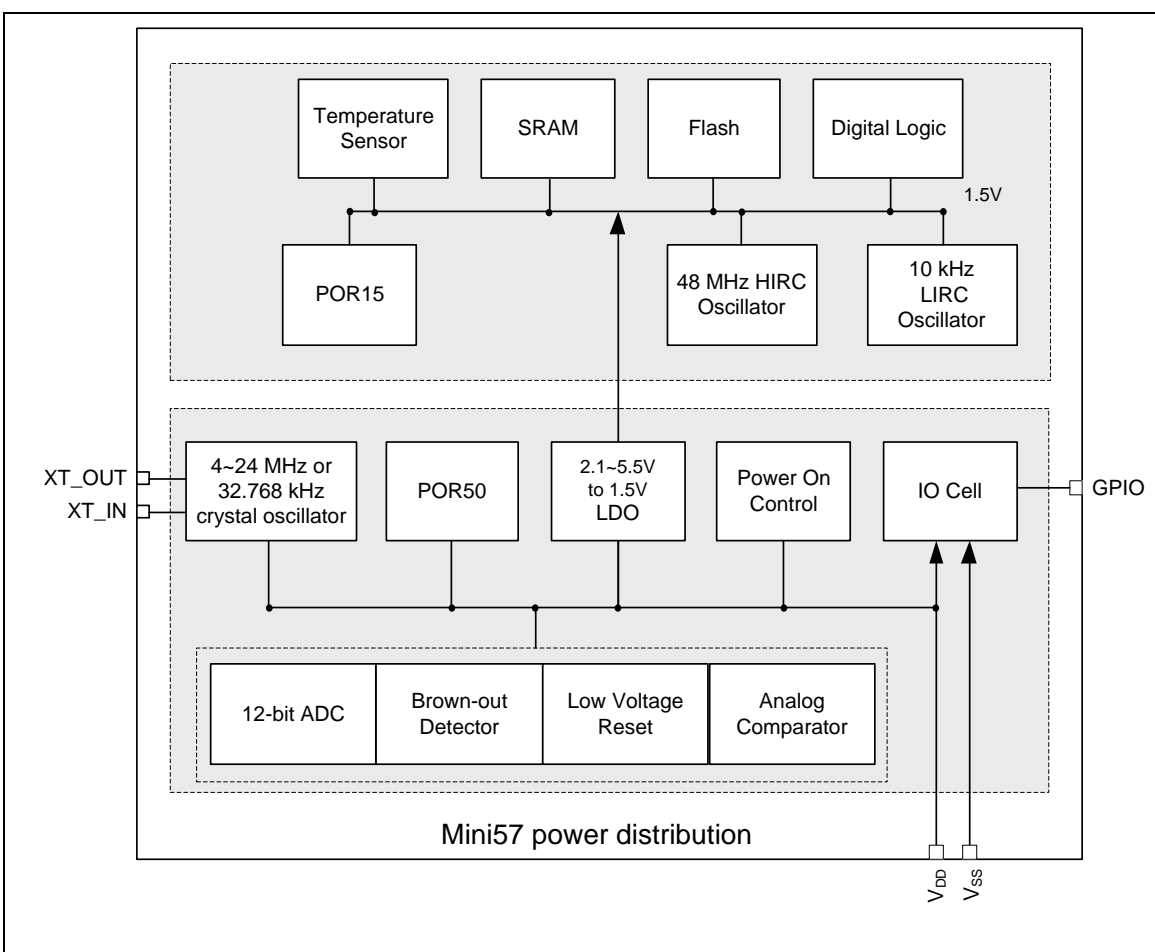 Temperature
Sensor
SRAM
Flash
Digital Logic
1.5V
POR15
48 MHz HIRC
Oscillator
10 kHz
LIRC
Oscillator
XT_OUT
XT_IN
4~24 MHz or
32.768 kHz
crystal oscillator
POR50
2.1~5.5V
to 1.5V
LDO
Power On
Control
IO Cell
GPIO
12-bit ADC
Brown-out
Detector
Low Voltage
Reset
Analog
Comparator
Mini57 power distribution
VDD
VSS